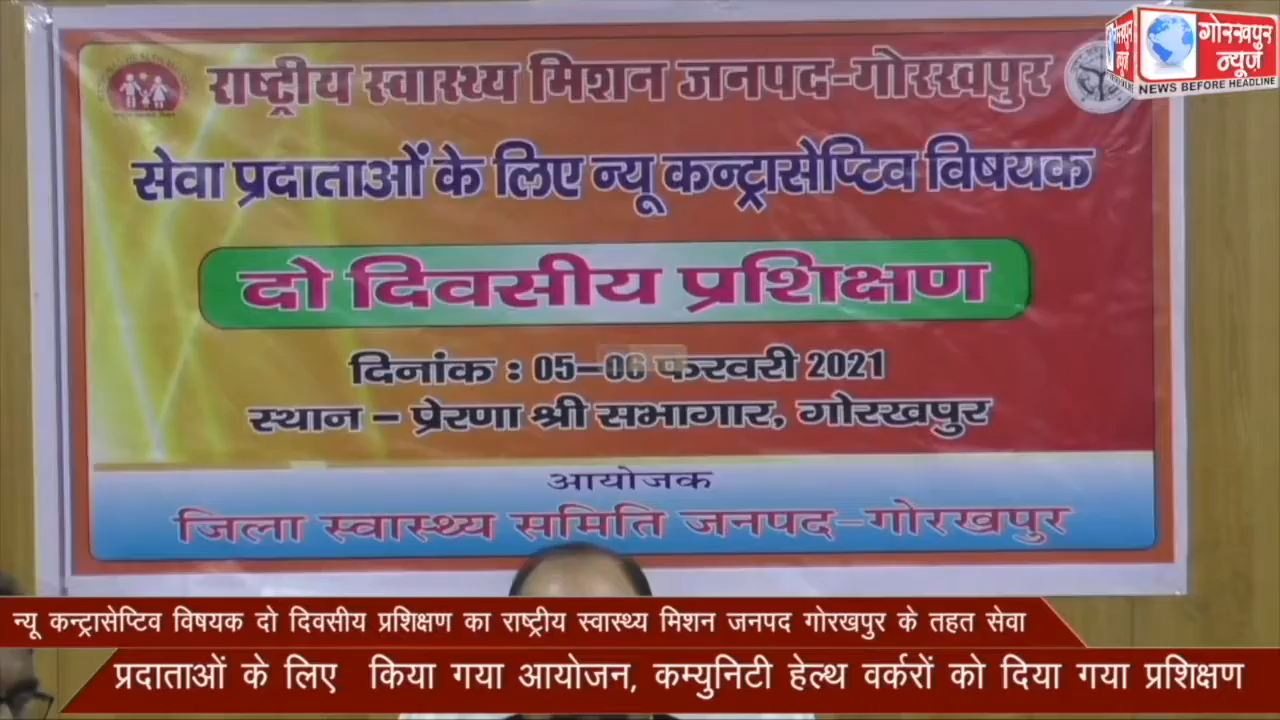 गोरखपुर न्यूज़
NEWS BEFORE HEADLINE
राष्ट्रीय स्वास्थ्य मिशन जनपद-गोरखपुर
सेवा प्रदाताओं के लिए न्यू कन्ट्रासेप्टिव विषयक
दो दिवसीय प्रशिक्षण
दिनांक : 05-06 फरवरी 2021
स्थान - प्रेरणा श्री सभागार, गोरखपुर
आयोजक
जिला स्वास्थ्य समिति जनपद-गोरखपुर
न्यू कन्ट्रासेप्टिव विषयक दो दिवसीय प्रशिक्षण का राष्ट्रीय स्वास्थ्य मिशन जनपद गोरखपुर के तहत सेवा
प्रदाताओं के लिए किया गया आयोजन, कम्युनिटी हेल्थ वर्करों को दिया गया प्रशिक्षण